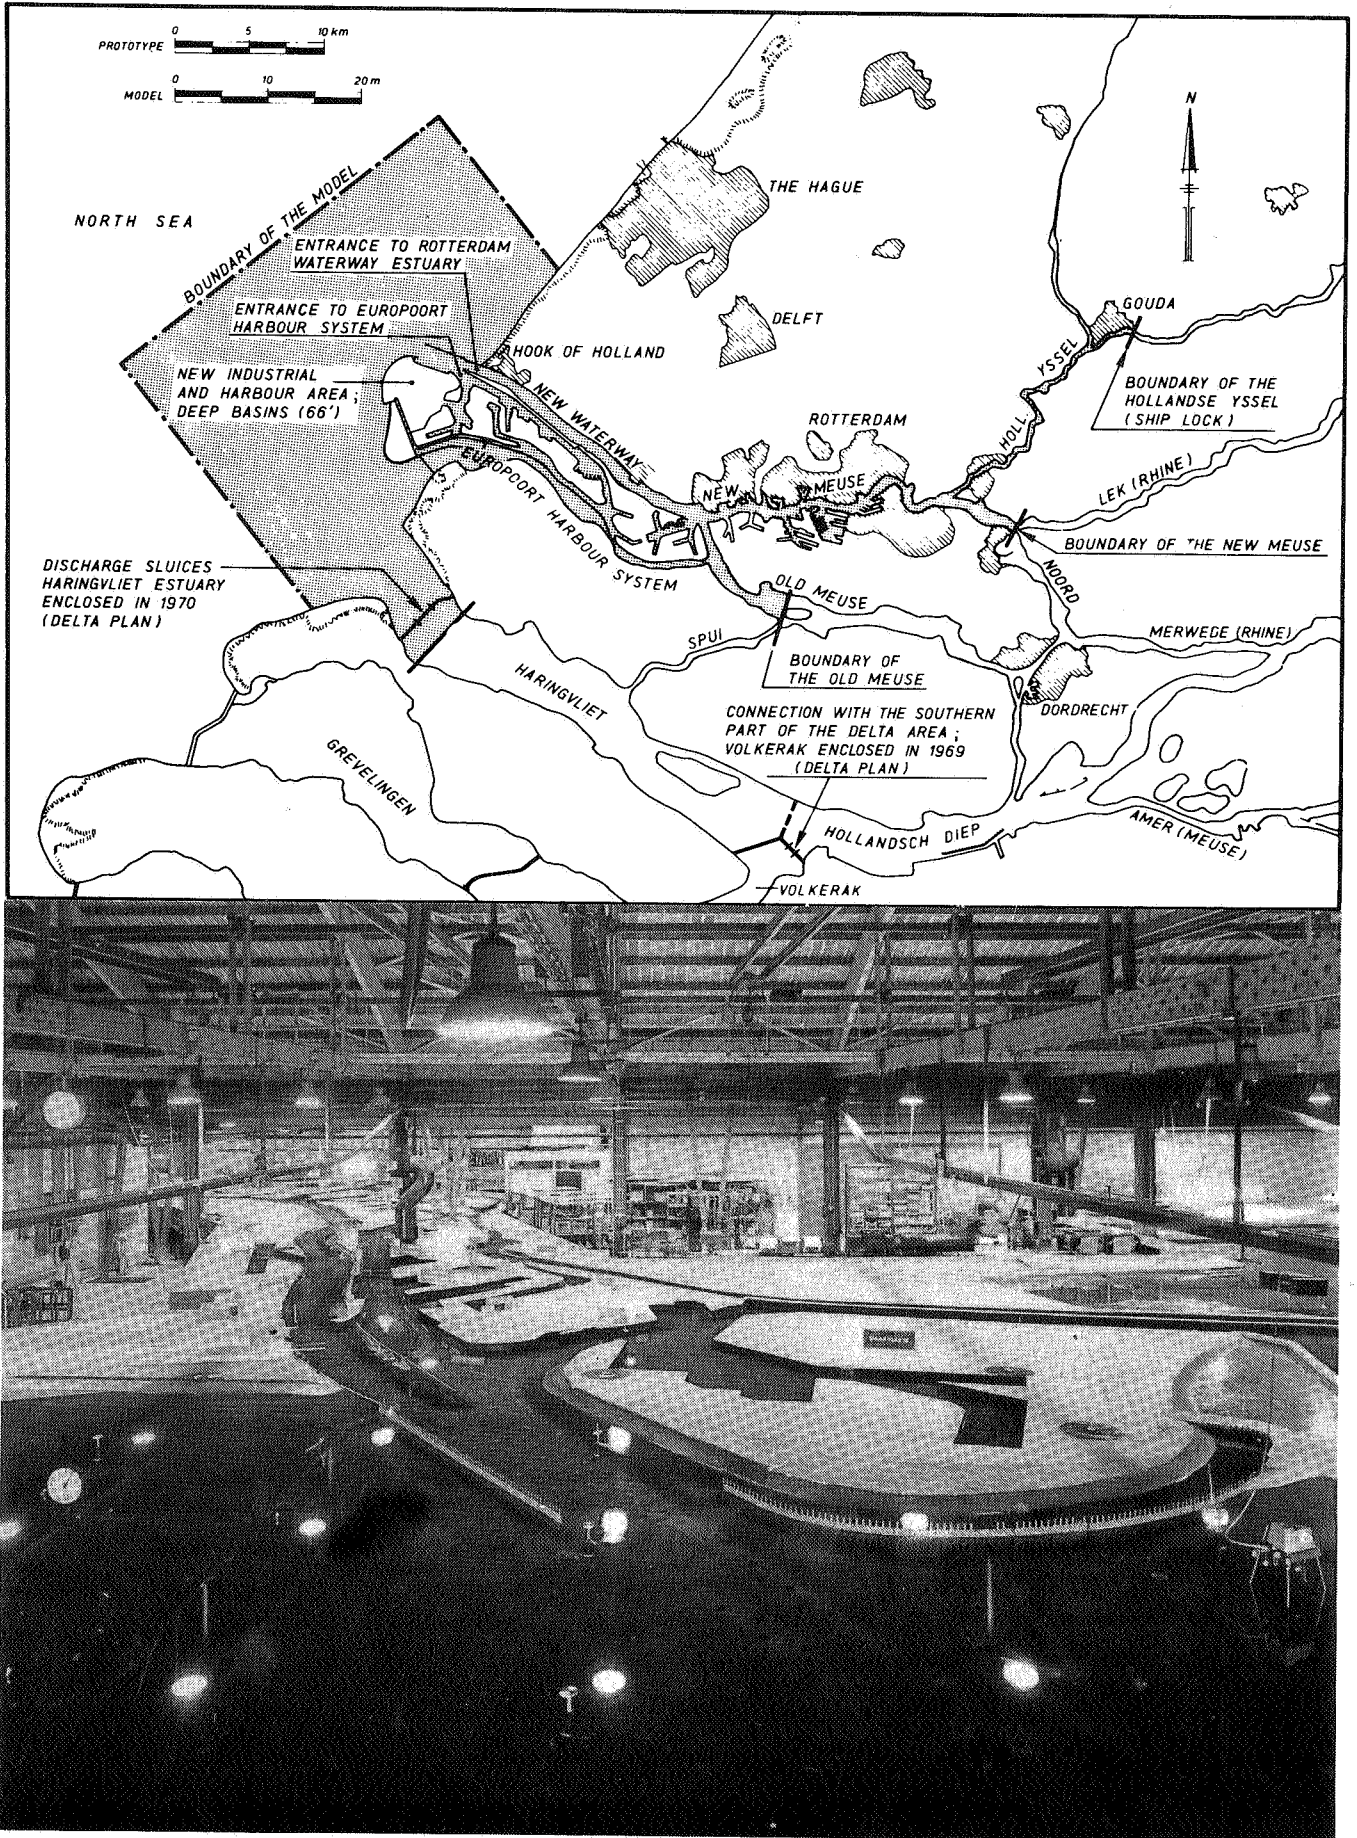 0 5 10 km
PROTOTYPE
0 10 20 m
MODEL
N
NORTH SEA
BOUNDARY OF THE MODEL
THE HAGUE
ENTRANCE TO ROTTERDAM
WATERWAY ESTUARY
ENTRANCE TO EUROPOORT
HARBOUR SYSTEM
DELFT
GOUDA
HOOK OF HOLLAND
NEW INDUSTRIAL
AND HARBOUR AREA;
DEEP BASINS (66')
NEW WATERWAY
HOLL. YSSEL
BOUNDARY OF THE
HOLLANDSE YSSEL
(SHIP LOCK)
ROTTERDAM
EUROPOORT HARBOUR SYSTEM
NEW MEUSE
LEK (RHINE)
BOUNDARY OF THE NEW MEUSE
DISCHARGE SLUICES
HARINGVLIET ESTUARY
ENCLOSED IN 1970
(DELTA PLAN)
OLD MEUSE
NOORD
SPUI
MERWEDE (RHINE)
BOUNDARY OF
THE OLD MEUSE
HARINGVLIET
DORDRECHT
CONNECTION WITH THE SOUTHERN
PART OF THE DELTA AREA;
VOLKERAK ENCLOSED IN 1969
(DELTA PLAN)
GREVELINGEN
HOLLANDSCH DIEP
AMER (MEUSE)
VOLKERAK